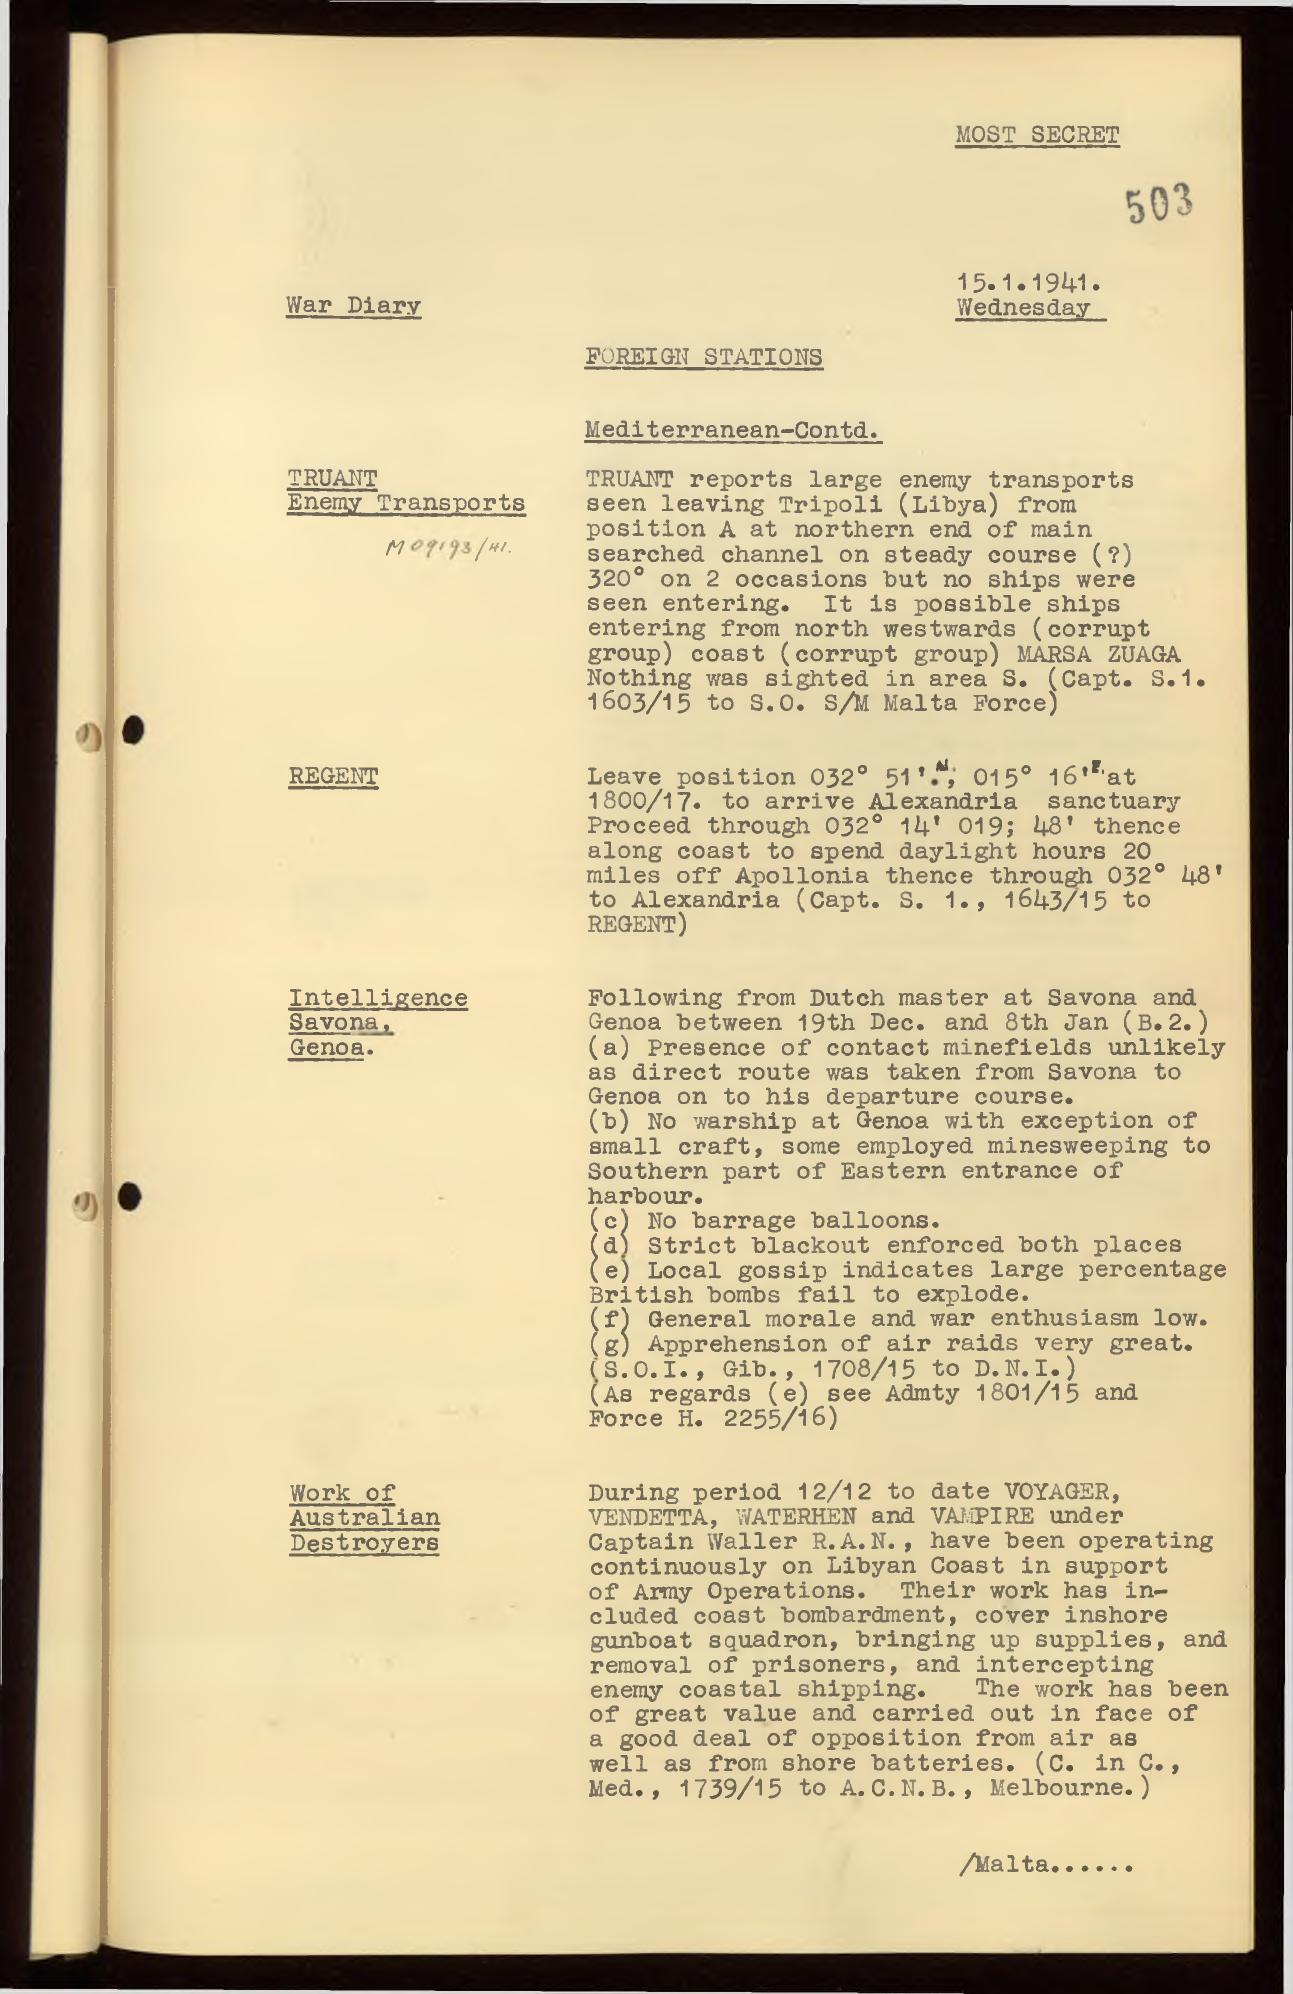 MOST SECRET
503
15.1.1941.
War Diary
Wednesday
FOREIGN STATIONS
Mediterranean-Contd.
TRUANT
Enemy Transports
M09193/41.
TRUANT reports large enemy transports
seen leaving Tripoli (Libya) from
position A at northern end of main
searched channel on steady course (?)
320° on 2 occasions but no ships were
seen entering. It is possible ships
entering from north westwards (corrupt
group) coast (corrupt group) MARSA ZUAGA
Nothing was sighted in area S. (Capt. S.1.
1603/15 to S.O. S/M Malta Force)
REGENT
Leave position 032° 51'N; 015° 16'E at
1800/17. to arrive Alexandria sanctuary
Proceed through 032° 14' 019; 48' thence
along coast to spend daylight hours 20
miles off Apollonia thence through 032° 48'
to Alexandria (Capt. S. 1., 1643/15 to
REGENT)
Intelligence
Savona,
Genoa.
Following from Dutch master at Savona and
Genoa between 19th Dec. and 8th Jan (B.2.)
(a) Presence of contact minefields unlikely
as direct route was taken from Savona to
Genoa on to his departure course.
(b) No warship at Genoa with exception of
small craft, some employed minesweeping to
Southern part of Eastern entrance of
harbour.
(c) No barrage balloons.
(d) Strict blackout enforced both places
(e) Local gossip indicates large percentage
British bombs fail to explode.
(f) General morale and war enthusiasm low.
(g) Apprehension of air raids very great.
(S.O.I., Gib., 1708/15 to D.N.I.)
(As regards (e) see Admty 1801/15 and
Force H. 2255/16)
Work of
Australian
Destroyers
During period 12/12 to date VOYAGER,
VENDETTA, WATERHEN and VAMPIRE under
Captain Waller R.A.N., have been operating
continuously on Libyan Coast in support
of Army Operations. Their work has in-
cluded coast bombardment, cover inshore
gunboat squadron, bringing up supplies, and
removal of prisoners, and intercepting
enemy coastal shipping. The work has been
of great value and carried out in face of
a good deal of opposition from air as
well as from shore batteries. (C. in C.,
Med., 1739/15 to A.C.N.B., Melbourne.)
/Malta......